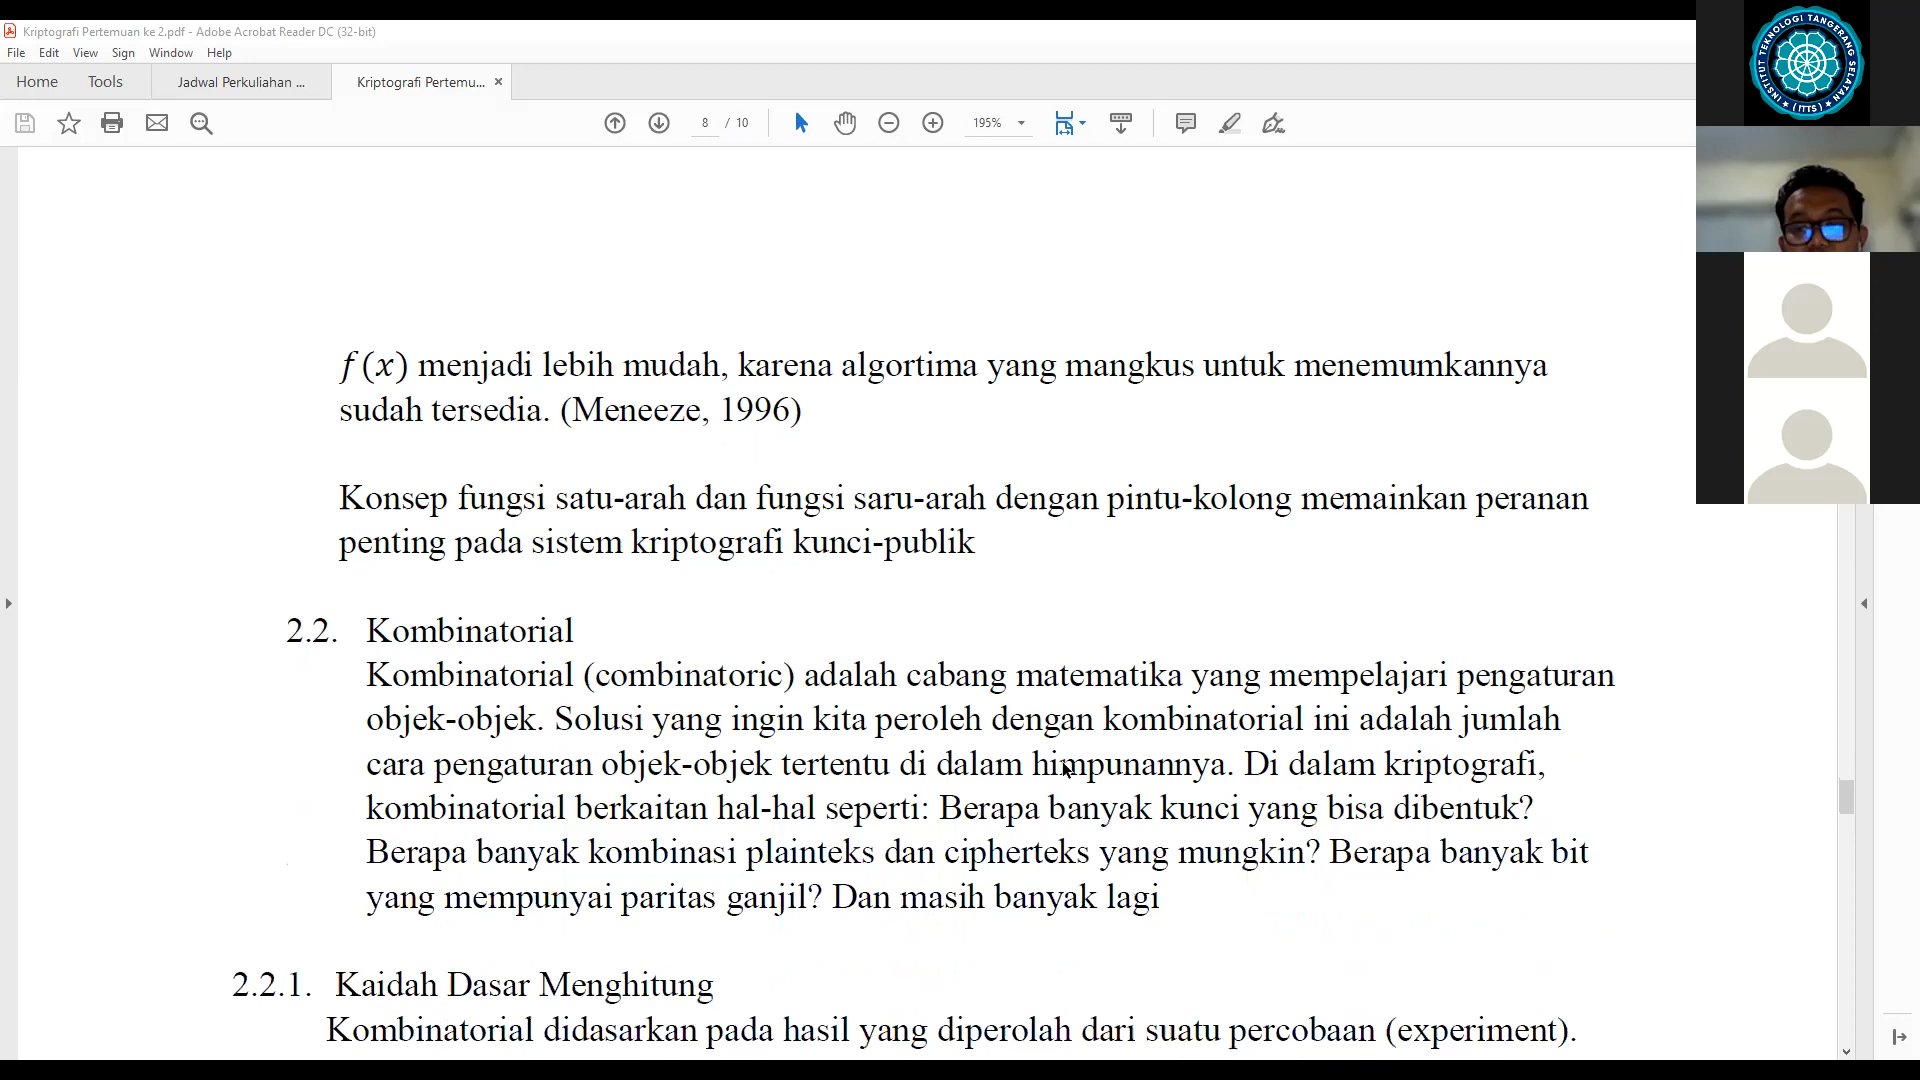 Kriptografi Pertemuan ke 2.pdf - Adobe Acrobat Reader DC (32-bit)
File Edit View Sign Window Help
Home Tools Jadwal Perkuliahan ... Kriptografi Pertemu... ×
8 / 10 195%
INSTITUT TEKNOLOGI TANGERANG SELATAN
(ITTS)
f(x) menjadi lebih mudah, karena algortima yang mangkus untuk menemumkannya
sudah tersedia. (Meneeze, 1996)
Konsep fungsi satu-arah dan fungsi saru-arah dengan pintu-kolong memainkan peranan
penting pada sistem kriptografi kunci-publik
2.2. Kombinatorial
Kombinatorial (combinatoric) adalah cabang matematika yang mempelajari pengaturan
objek-objek. Solusi yang ingin kita peroleh dengan kombinatorial ini adalah jumlah
cara pengaturan objek-objek tertentu di dalam himpunannya. Di dalam kriptografi,
kombinatorial berkaitan hal-hal seperti: Berapa banyak kunci yang bisa dibentuk?
Berapa banyak kombinasi plainteks dan cipherteks yang mungkin? Berapa banyak bit
yang mempunyai paritas ganjil? Dan masih banyak lagi
2.2.1. Kaidah Dasar Menghitung
Kombinatorial didasarkan pada hasil yang diperolah dari suatu percobaan (experiment).